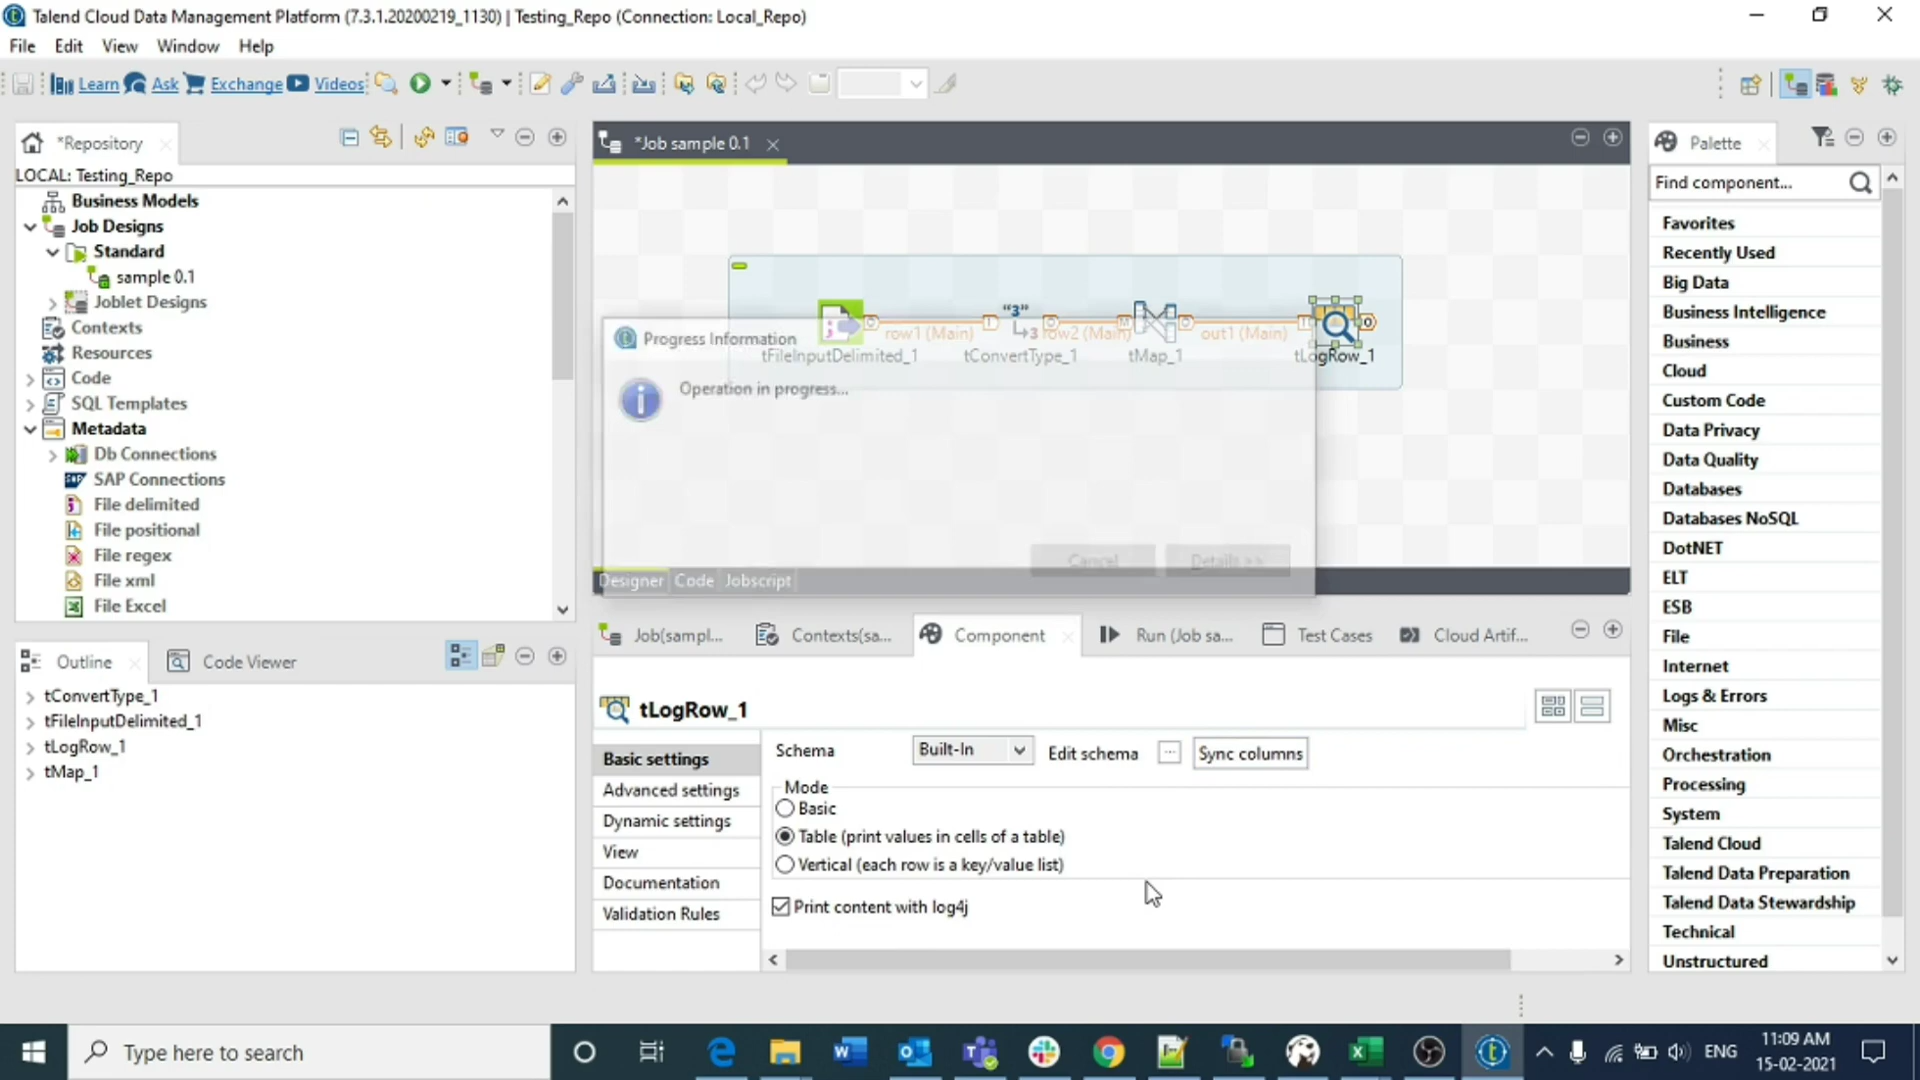 Talend Cloud Data Management Platform (7.3.1.20200219_1130) | Testing_Repo (Connection: Local_Repo)
File Edit View Window Help
Learn Ask Exchange Videos
*Repository
LOCAL: Testing_Repo
Business Models
Job Designs
Standard
sample 0.1
Joblet Designs
Contexts
Resources
Code
SQL Templates
Metadata
Db Connections
SAP Connections
File delimited
File positional
File regex
File xml
File Excel
Outline
Code Viewer
tConvertType_1
tFileInputDelimited_1
tLogRow_1
tMap_1
*Job sample 0.1
"3"
row1 (Main)
row2 (Main)
out1 (Main)
tFileInputDelimited_1
tConvertType_1
tMap_1
tLogRow_1
Progress Information
Operation in progress...
Cancel
Details >>
Designer Code Jobscript
Job(sampl...
Contexts(sa...
Component
Run (Job sa...
Test Cases
Cloud Artif...
tLogRow_1
Basic settings
Advanced settings
Dynamic settings
View
Documentation
Validation Rules
Schema
Built-In
Edit schema
...
Sync columns
Mode
Basic
Table (print values in cells of a table)
Vertical (each row is a key/value list)
Print content with log4j
Palette
Find component...
Favorites
Recently Used
Big Data
Business Intelligence
Business
Cloud
Custom Code
Data Privacy
Data Quality
Databases
Databases NoSQL
DotNET
ELT
ESB
File
Internet
Logs & Errors
Misc
Orchestration
Processing
System
Talend Cloud
Talend Data Preparation
Talend Data Stewardship
Technical
Unstructured
Type here to search
ENG
11:09 AM
15-02-2021